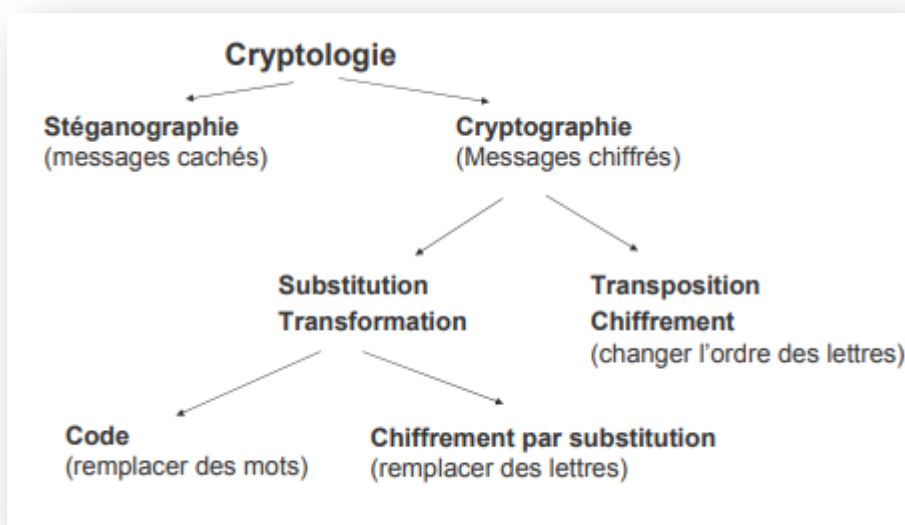 Cryptologie
Stéganographie
(messages cachés)
Cryptographie
(Messages chiffrés)
Substitution
Transformation
Transposition
Chiffrement
(changer l'ordre des lettres)
Code
(remplacer des mots)
Chiffrement par substitution
(remplacer des lettres)